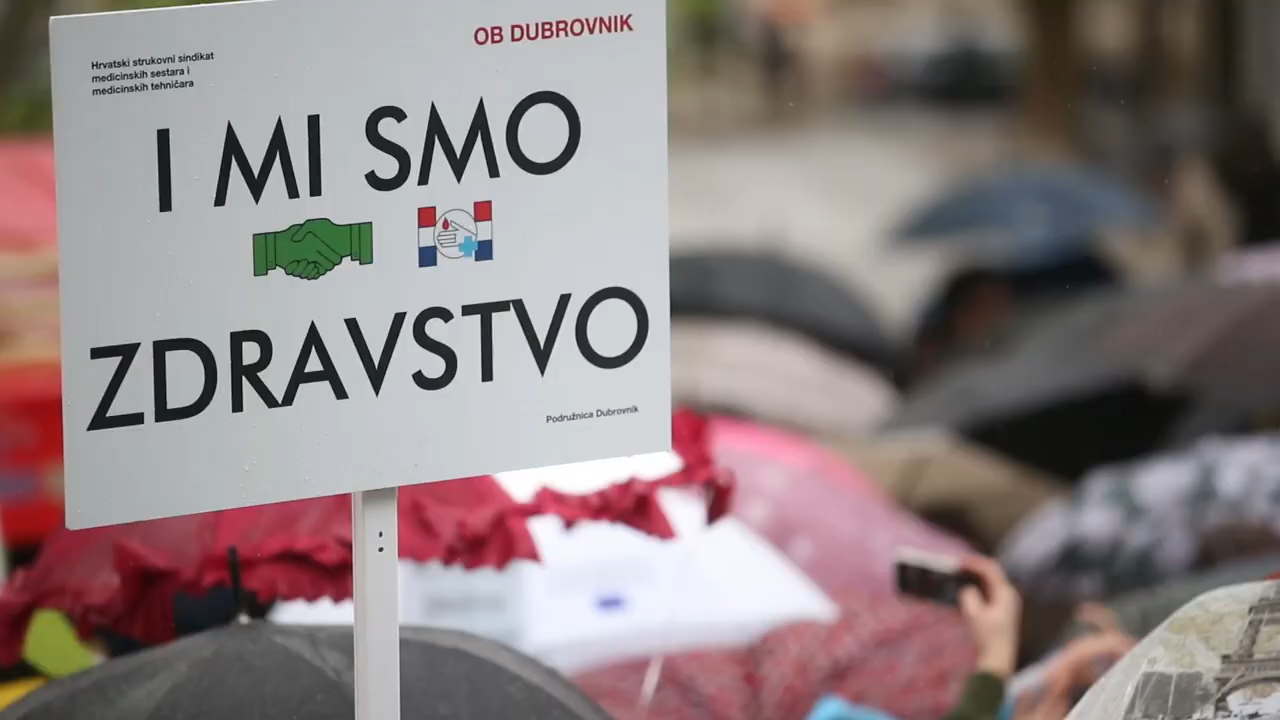 OB DUBROVNIK
Hrvatski strukovni sindikat
medicinskih sestara i
medicinskih tehničara
I MI SMO
ZDRAVSTVO
Podružnica Dubrovnik